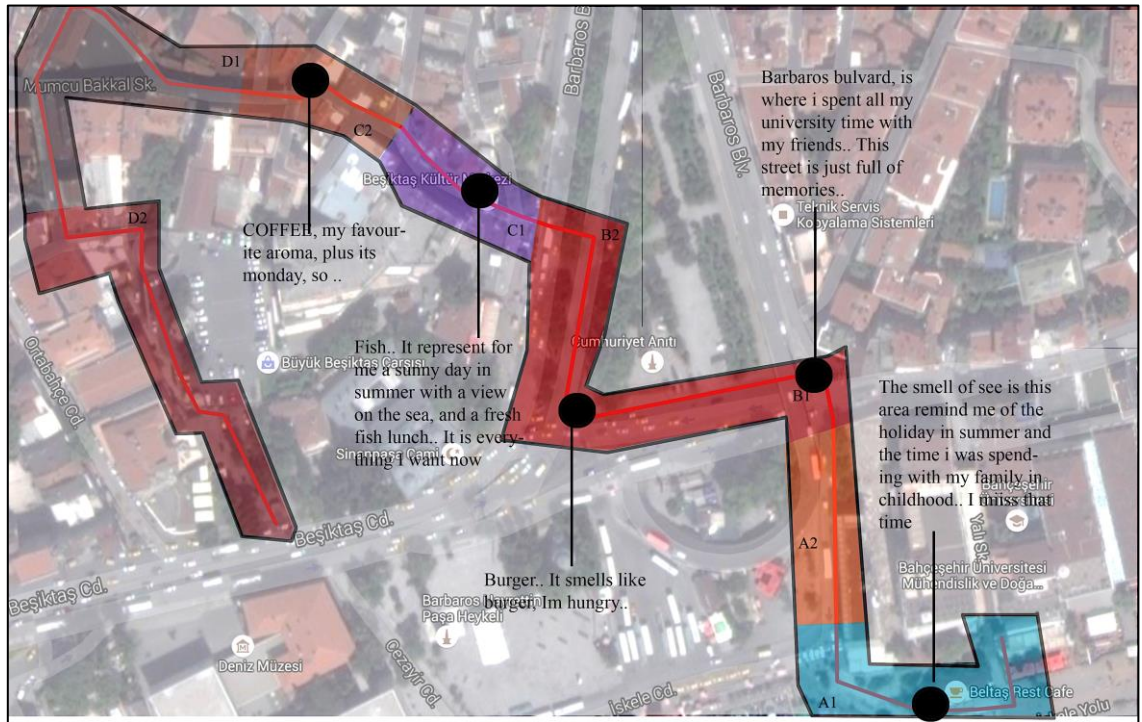 Barbaros B
D1
Mumcu Bakkal Sk.
C2
Barbaros Blv.
Barbaros bulvard, is
where i spent all my
university time with
my friends.. This
street is just full of
memories..
Teknik Servis
Kopyalama Sistemleri
D2
COFFEE, my favour-
ite aroma, plus its
monday, so ..
Beşiktaş Kültür Merkezi
C1
B2
Cumhuriyet Anıtı
Ortabahçe Cd.
Büyük Beşiktaş Çarşısı
Fish.. It represent for
me a sunny day in
summer with a view
on the sea, and a fresh
fish lunch.. It is every-
thing I want now
Sinanpaşa Cami
B1
The smell of see is this
area remind me of the
holiday in summer and
the time i was spend-
ing with my family in
childhood.. I miiss that
time
Bahçeşehir
Yalı Sk.
A2
Bahçeşehir Üniversitesi
Mühendislik ve Doğa...
Beşiktaş Cd.
Beşiktaş Cd.
Burger.. It smells like
burger, Im hungry..
Barbaros Hayrettin
Paşa Heykeli
Deniz Müzesi
Cezayir Cd.
İskele Cd.
A1
Beltaş Rest Cafe
Yolu